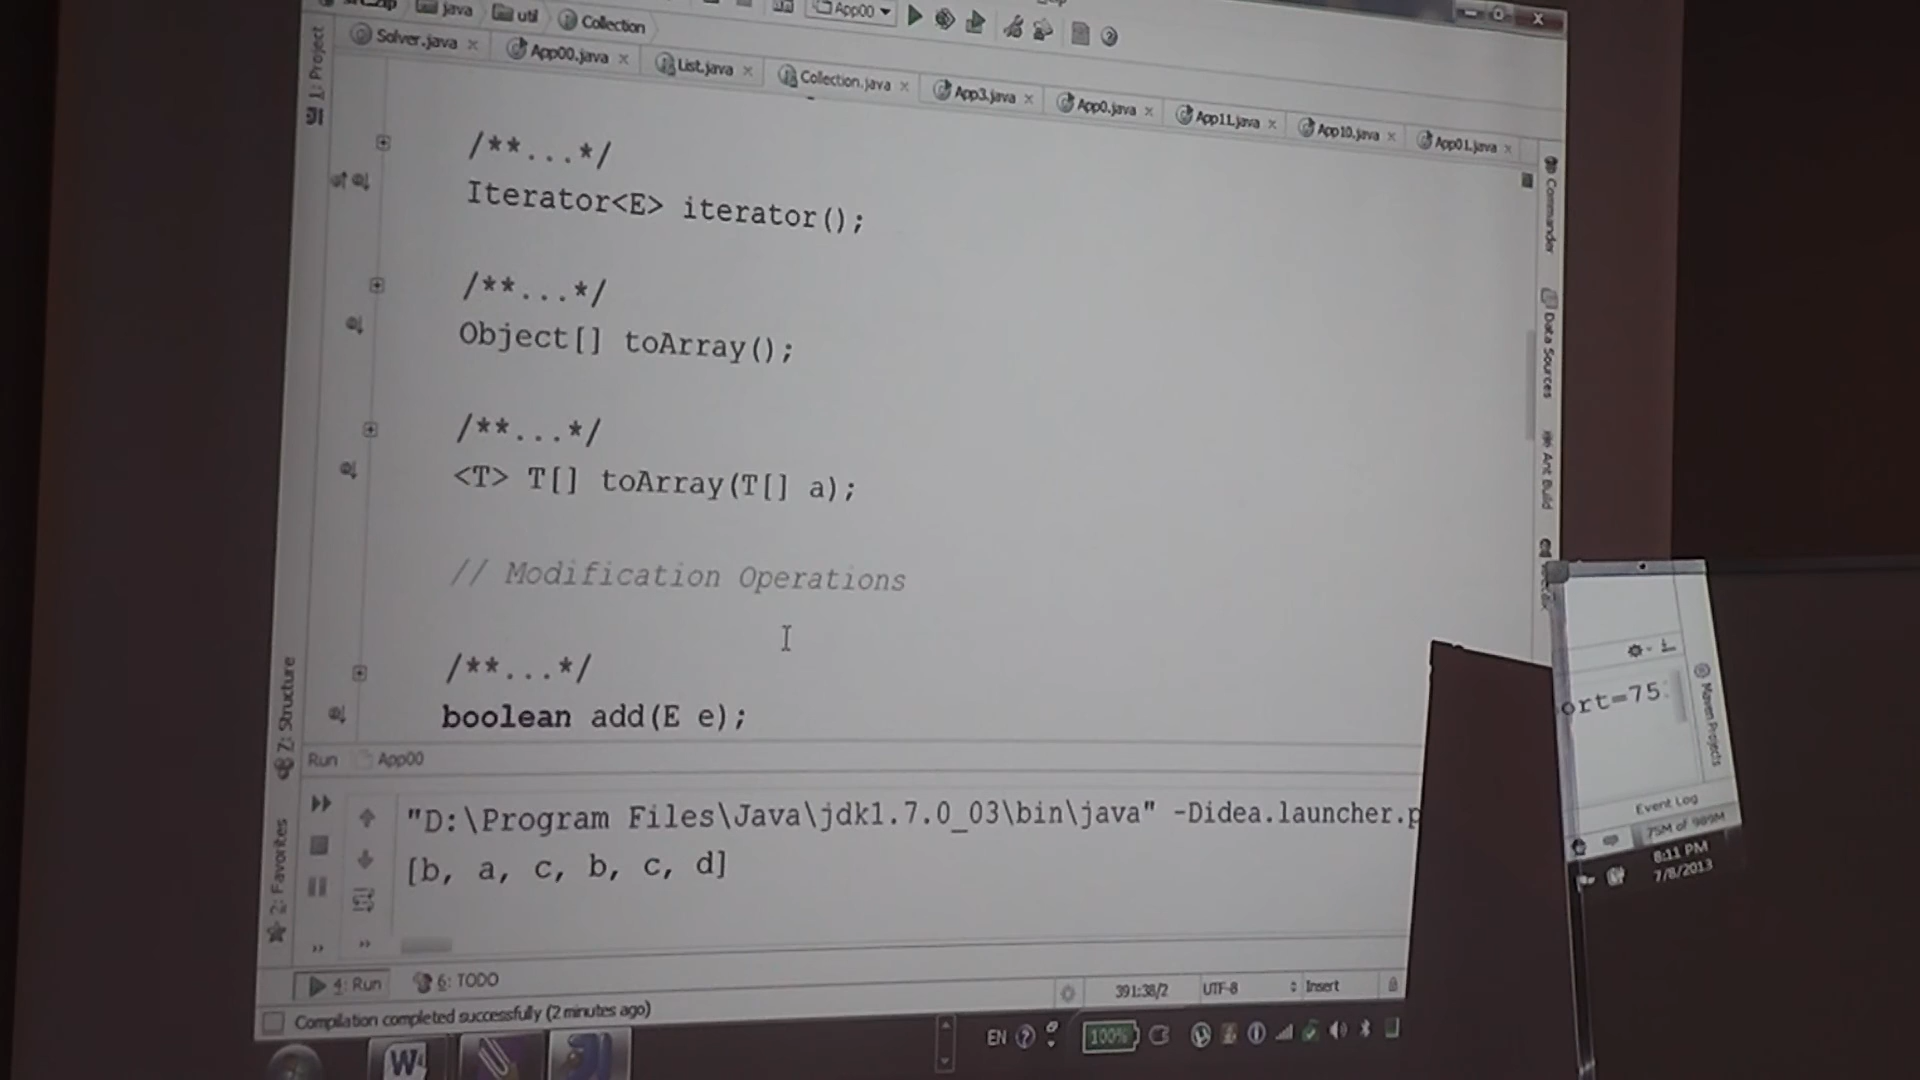 java util Collection App00
Solver.java App00.java List.java Collection.java App3.java App0.java App11.java App10.java App01.java
1: Project
/**...*/
Iterator<E> iterator();
/**...*/
Object[] toArray();
/**...*/
<T> T[] toArray(T[] a);
// Modification Operations
/**...*/
boolean add(E e);
Commander
Data Sources
Ant Build
Maven Projects
7: Structure
2: Favorites
Run App00
"D:\Program Files\Java\jdk1.7.0_03\bin\java" -Didea.launcher.p
ort=75
[b, a, c, b, c, d]
4: Run 6: TODO
Event Log
Compilation completed successfully (2 minutes ago)
391:38/2 UTF-8 Insert
75M of 989M
EN 100%
8:11 PM
7/8/2013